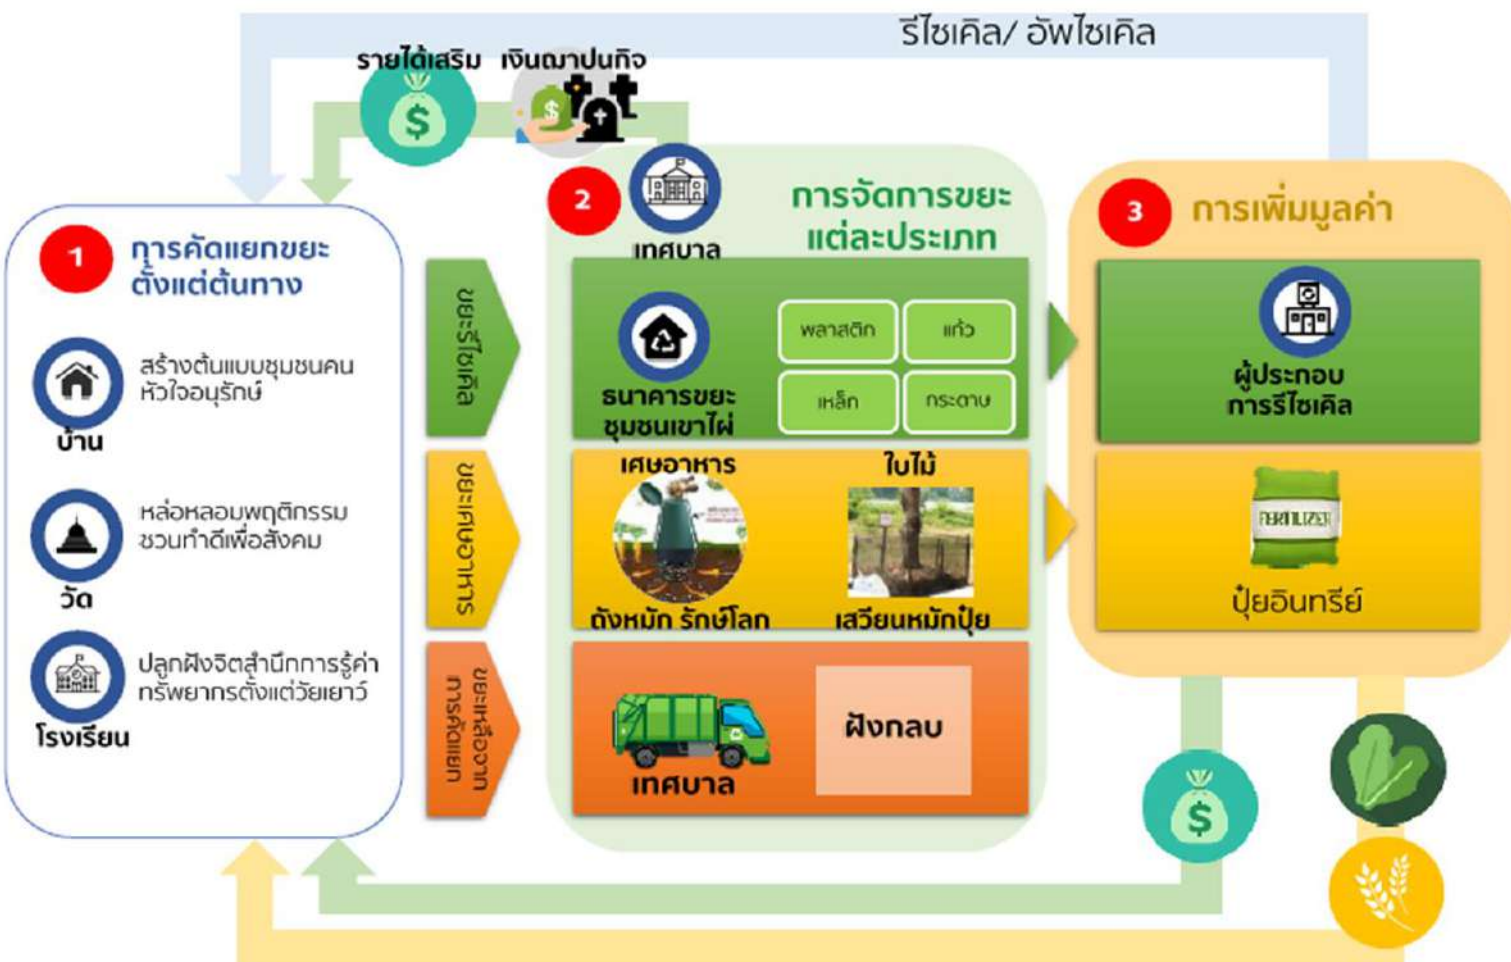 รีไซเคิล/ อัพไซเคิล
รายได้เสริม
เงินฌาปนกิจ
1
การคัดแยกขยะ
ตั้งแต่ต้นทาง
สร้างต้นแบบชุมชนคน
หัวใจอนุรักษ์
บ้าน
หล่อหลอมพฤติกรรม
ชวนทำดีเพื่อสังคม
วัด
ปลูกฝังจิตสำนึกการรู้ค่า
ทรัพยากรตั้งแต่วัยเยาว์
โรงเรียน
ขยะรีไซเคิล
ขยะเศษอาหาร
ขยะเหลือจาก
การคัดแยก
2
เทศบาล
การจัดการขยะ
แต่ละประเภท
ธนาคารขยะ
ชุมชนเขาไผ่
พลาสติก
แก้ว
เหล็ก
กระดาษ
เศษอาหาร
ใบไม้
ถังหมัก รักษ์โลก
เสวียนหมักปุ๋ย
เทศบาล
ฝังกลบ
3
การเพิ่มมูลค่า
ผู้ประกอบ
การรีไซเคิล
FERTILIZER
ปุ๋ยอินทรีย์